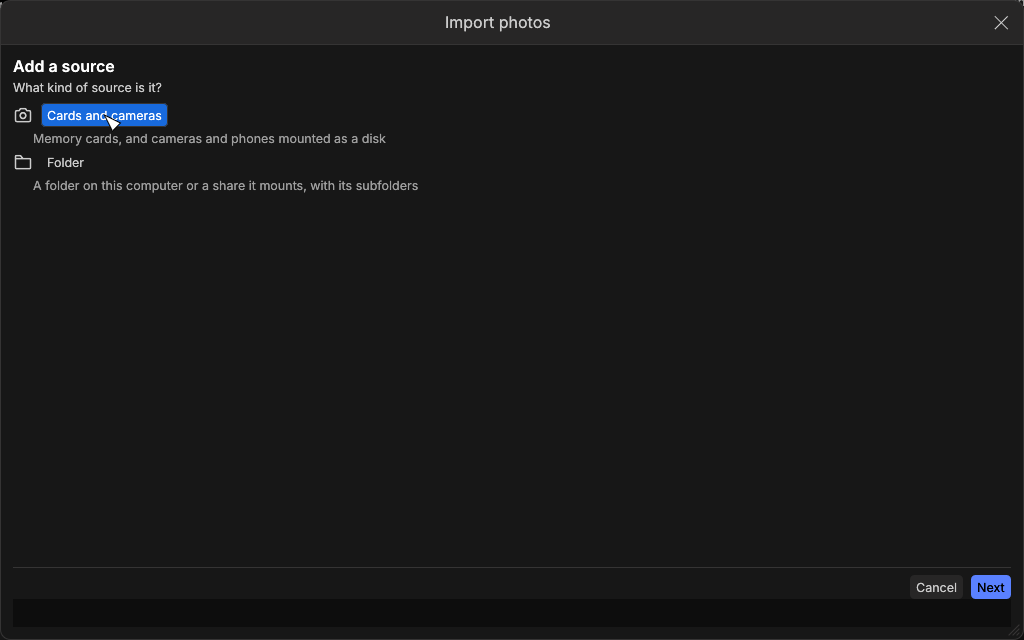 Import photos
Add a source
What kind of source is it?
Cards and cameras
Memory cards, and cameras and phones mounted as a disk
Folder
A folder on this computer or a share it mounts, with its subfolders
Cancel
Next